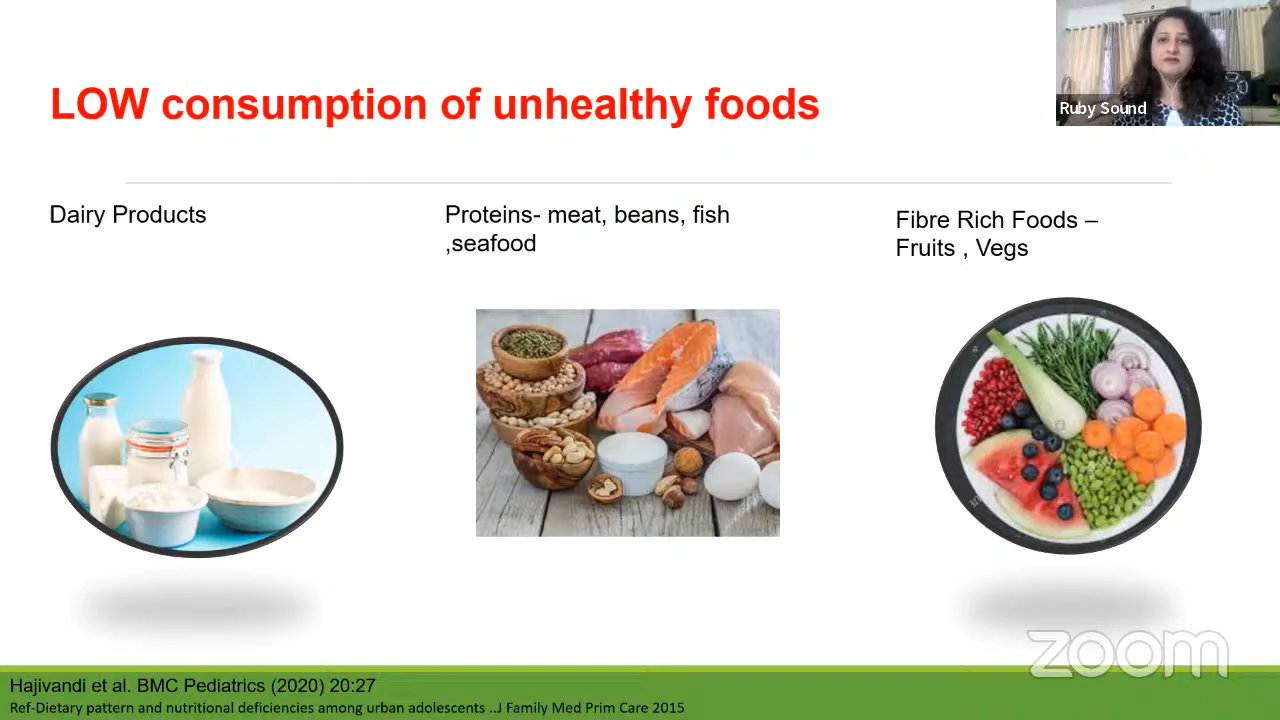 LOW consumption of unhealthy foods
Ruby Sound
Dairy Products
Proteins- meat, beans, fish
,seafood
Fibre Rich Foods –
Fruits , Vegs
zoom
Hajivandi et al. BMC Pediatrics (2020) 20:27
Ref-Dietary pattern and nutritional deficiencies among urban adolescents ..J Family Med Prim Care 2015